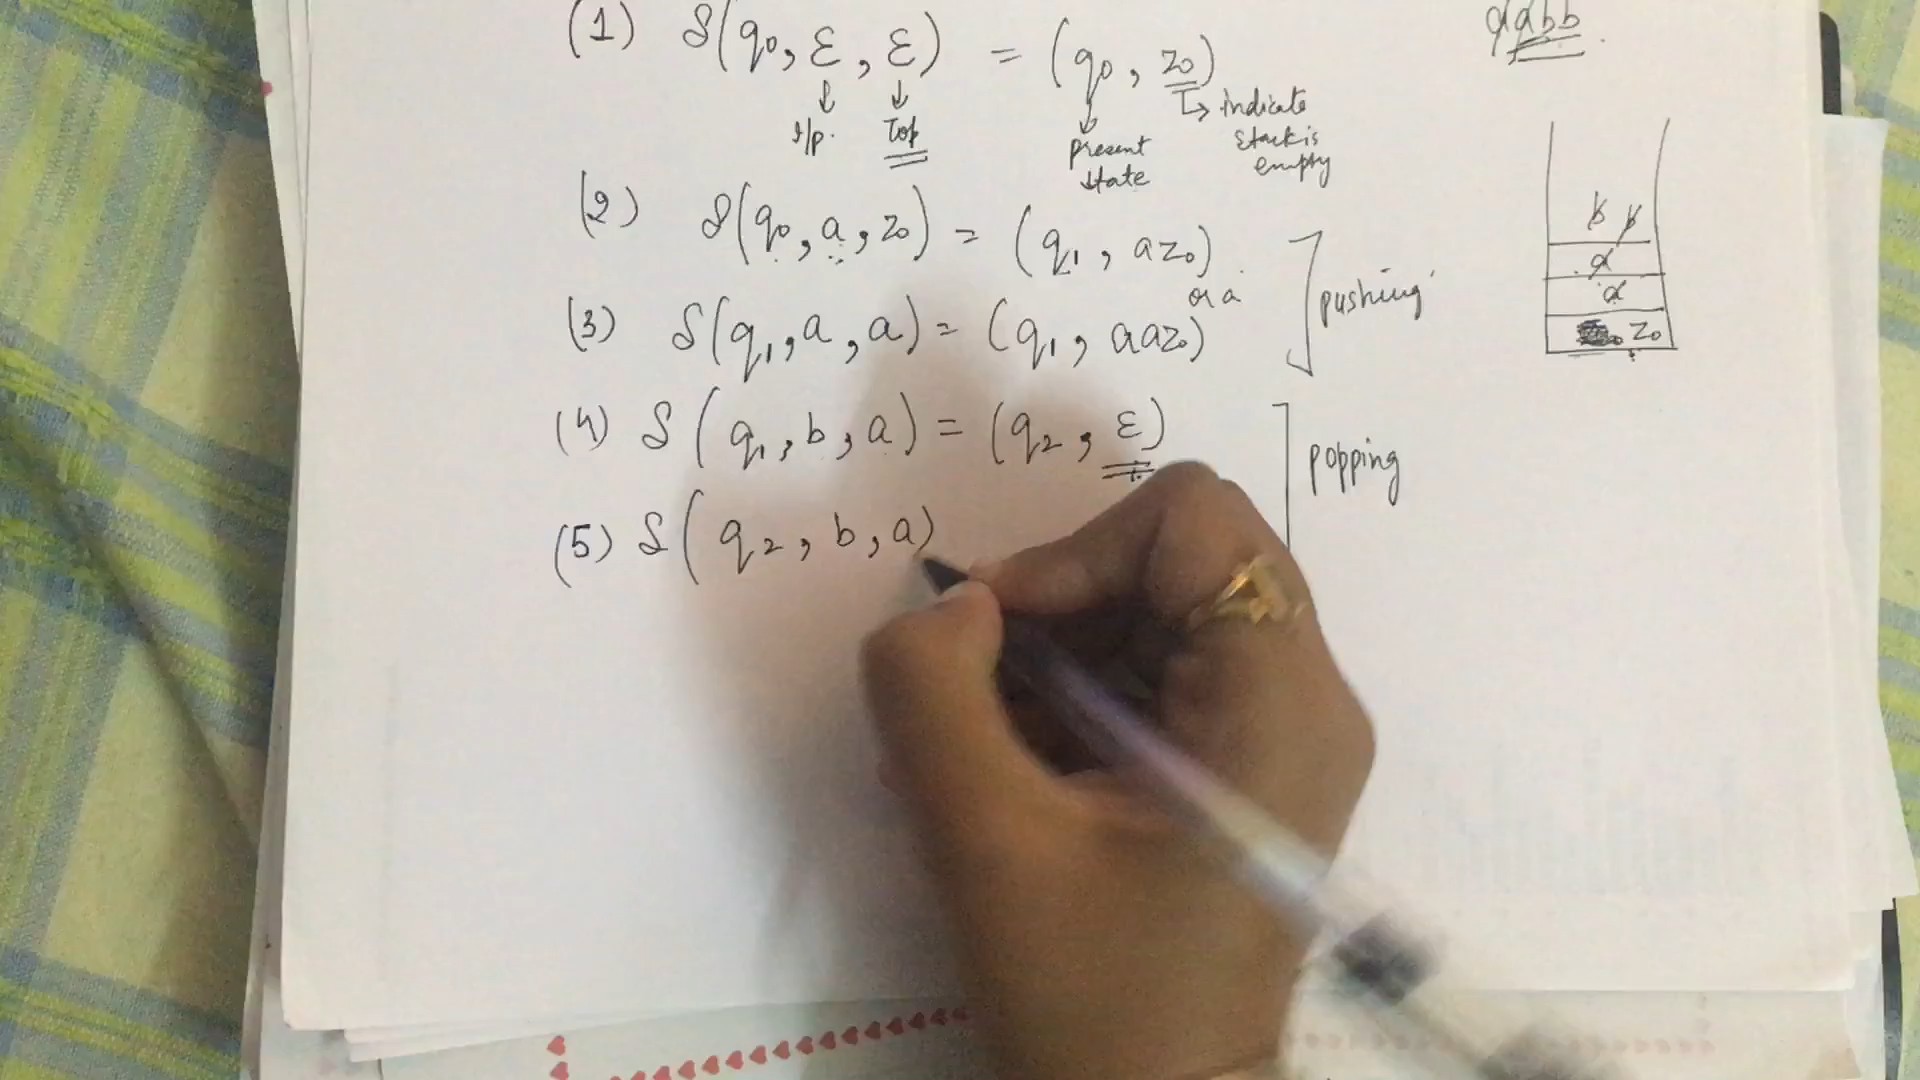 (1) δ(q0, ε, ε) = (q0, z0)
aabb.
I/p. Top present state
indicate stack is empty
(2) δ(q0, a, z0) = (q1, az0)
(3) δ(q1, a, a) = (q1, aaz0) or a
pushing
b b
a
a
z0
(4) δ(q1, b, a) = (q2, ε)
popping
(5) δ(q2, b, a)